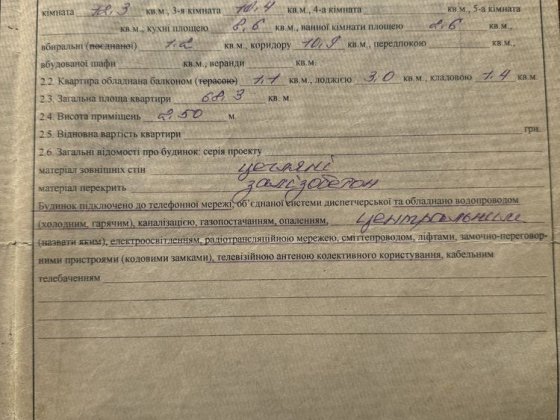 кімната 12,3 кв.м, 3-я кімната 10,4 кв.м., 4-а кімната кв.м., 5-а кімната
кв.м., кухні площею 8,6 кв.м., ванної кімнати площею 2,6 кв.м.,
вбиральні (поєднаної) 1,2 кв.м., коридору 10,9 кв.м., передпокою кв.м.,
вбудованої шафи кв.м., веранди кв.м.
2.2. Квартира обладнана балконом (терасою) 1,1 кв.м., лоджією 3,0 кв.м., кладовою 1,4 кв.м
2.3. Загальна площа квартири 68,3 кв. м.
2.4. Висота приміщень 2,50 м.
2.5. Відновна вартість квартири грн.
2.6. Загальні відомості про будинок: серія проекту
матеріал зовнішних стін цегляні
матеріал перекрить залізобетон
Будинок підключено до телефонної мережі, об'єднаної системи диспетчерської та обладнано водопроводом
(холодним, гарячим), каналізацією, газопостачанням, опаленням, центральним
(назвати яким), електроосвітленням, радіотрансляційною мережею, сміттєпроводом, ліфтами, замочно-переговор-
ними пристроями (кодовими замками), телевізійною антеною колективного користування, кабельним
телебаченням